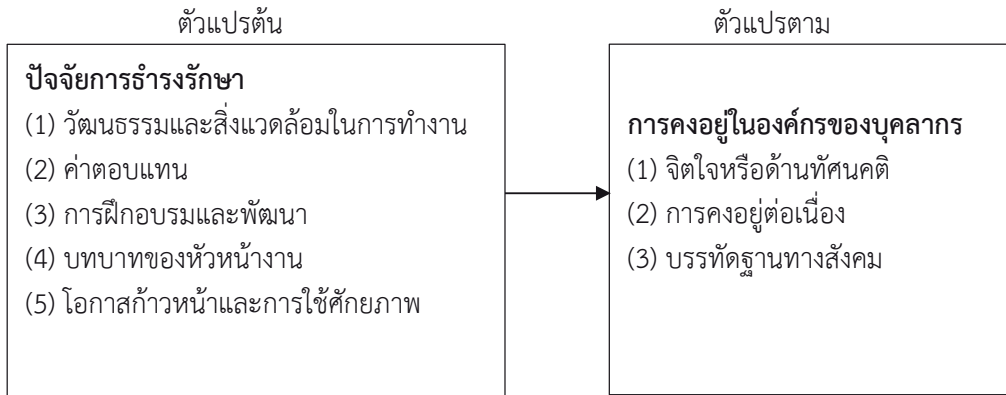 ตัวแปรต้น
ตัวแปรตาม
ปัจจัยการธำรงรักษา
(1) วัฒนธรรมและสิ่งแวดล้อมในการทำงาน
(2) ค่าตอบแทน
(3) การฝึกอบรมและพัฒนา
(4) บทบาทของหัวหน้างาน
(5) โอกาสก้าวหน้าและการใช้ศักยภาพ
การคงอยู่ในองค์กรของบุคลากร
(1) จิตใจหรือด้านทัศนคติ
(2) การคงอยู่ต่อเนื่อง
(3) บรรทัดฐานทางสังคม